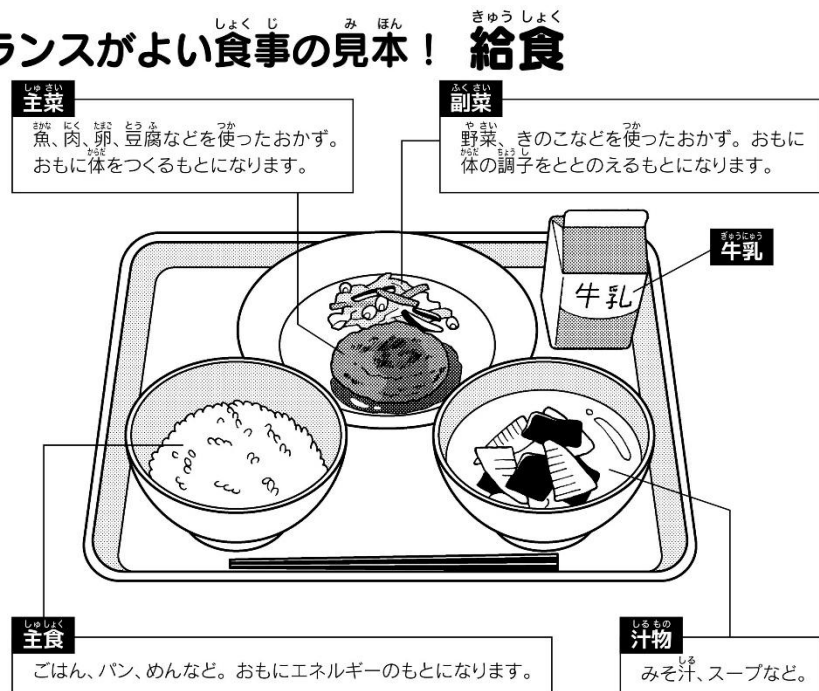 ランスがよい食事の見本！ 給食
主菜
魚、肉、卵、豆腐などを使ったおかず。
おもに体をつくるもとになります。
副菜
野菜、きのこなどを使ったおかず。おもに
体の調子をととのえるもとになります。
牛乳
牛乳
主食
ごはん、パン、めんなど。おもにエネルギーのもとになります。
汁物
みそ汁、スープなど。